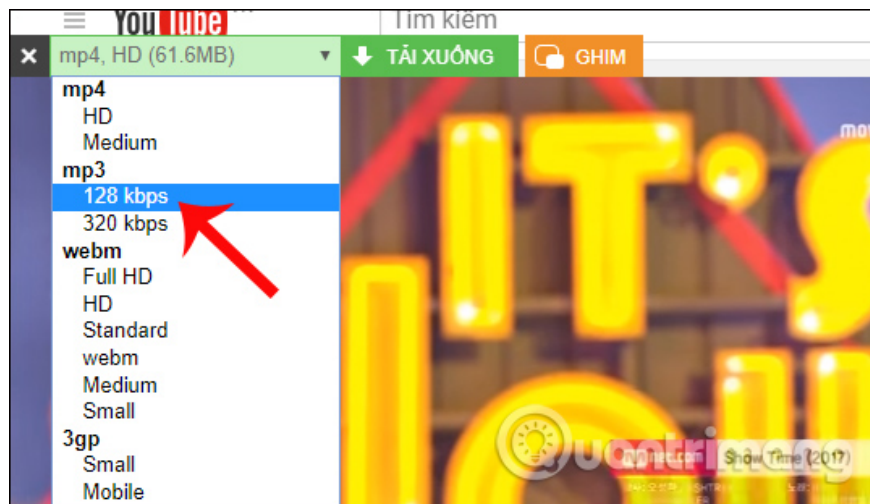 YouTube
Tìm kiếm
mp4, HD (61.6MB)
TẢI XUỐNG
GHIM
mp4
HD
Medium
mp3
128 kbps
320 kbps
webm
Full HD
HD
Standard
webm
Medium
Small
3gp
Small
Mobile
IT's
Quantrimang
Show Time (2017)